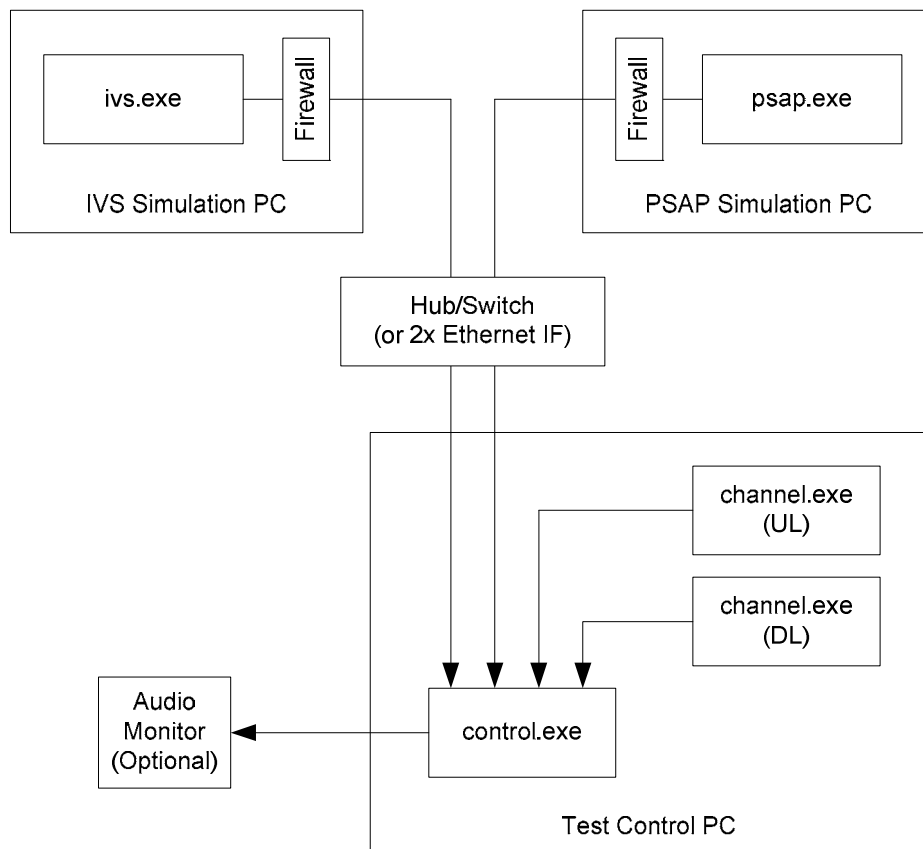 ivs.exe
Firewall
IVS Simulation PC
Firewall
psap.exe
PSAP Simulation PC
Hub/Switch
(or 2x Ethernet IF)
channel.exe
(UL)
channel.exe
(DL)
Audio
Monitor
(Optional)
control.exe
Test Control PC